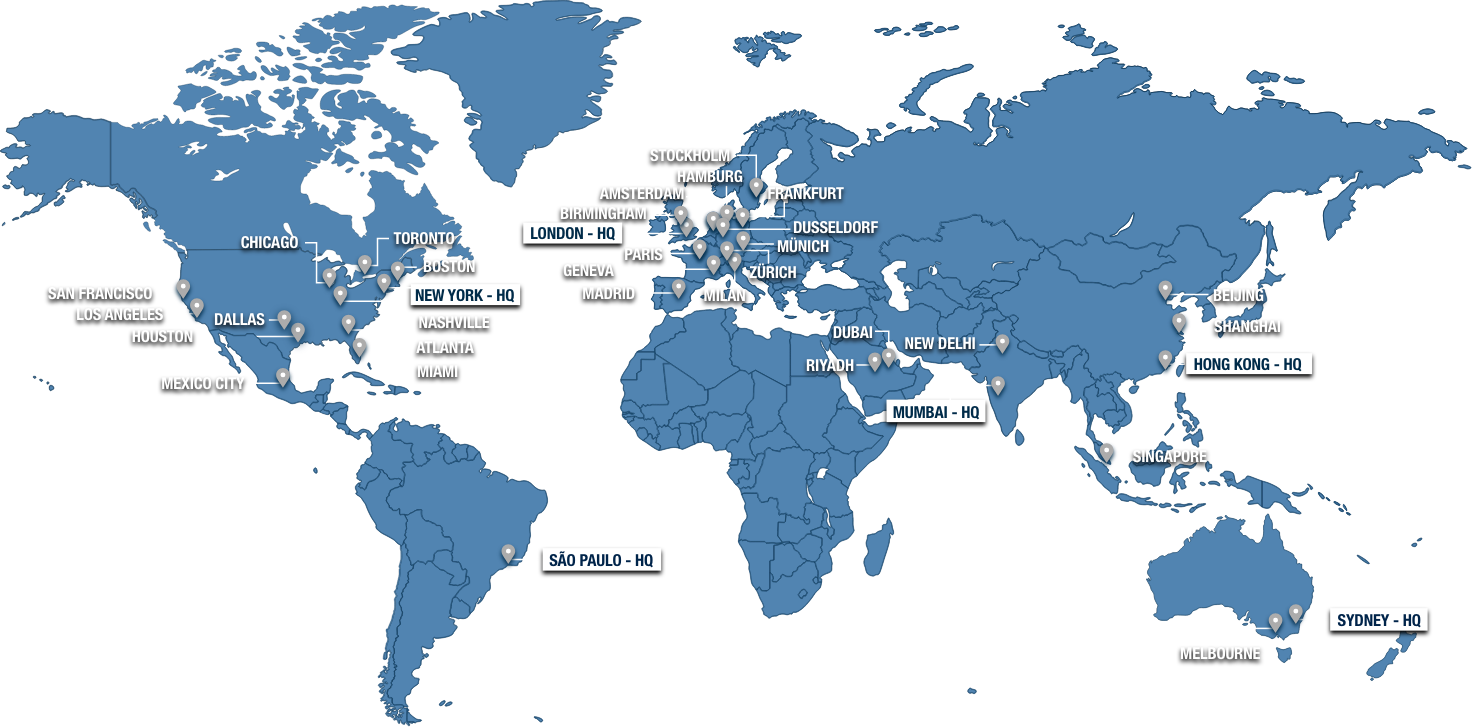 STOCKHOLM
HAMBURG
AMSTERDAM
FRANKFURT
BIRMINGHAM
LONDON - HQ
DUSSELDORF
MÜNICH
PARIS
GENEVA
ZÜRICH
MADRID
MILAN
CHICAGO
TORONTO
BOSTON
NEW YORK - HQ
SAN FRANCISCO
LOS ANGELES
DALLAS
HOUSTON
NASHVILLE
ATLANTA
MIAMI
MEXICO CITY
DUBAI
NEW DELHI
RIYADH
MUMBAI - HQ
BEIJING
SHANGHAI
HONG KONG - HQ
SINGAPORE
SÃO PAULO - HQ
SYDNEY - HQ
MELBOURNE